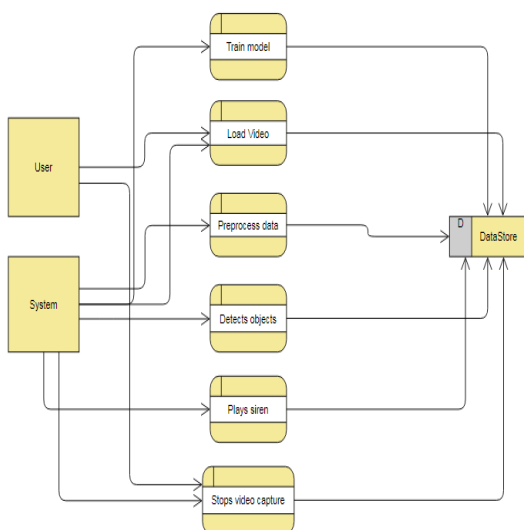 Train model
Load Video
User
Preprocess data
D
DataStore
System
Detects objects
Plays siren
Stops video capture